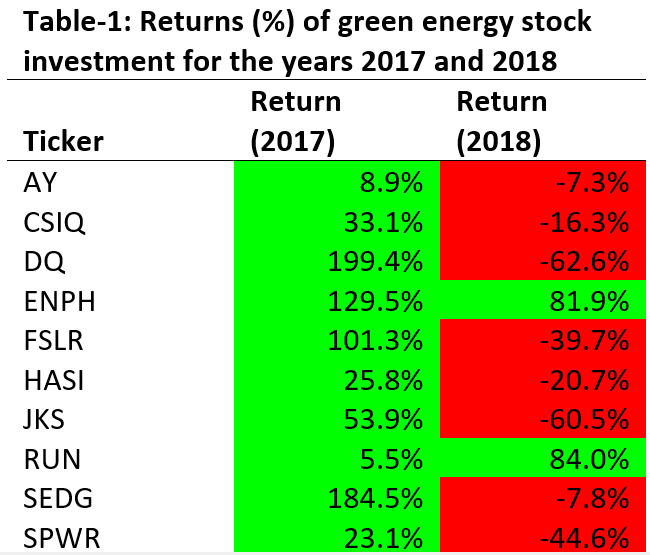 Table-1: Returns (%) of green energy stock
investment for the years 2017 and 2018
Ticker Return (2017) Return (2018)
AY 8.9% -7.3%
CSIQ 33.1% -16.3%
DQ 199.4% -62.6%
ENPH 129.5% 81.9%
FSLR 101.3% -39.7%
HASI 25.8% -20.7%
JKS 53.9% -60.5%
RUN 5.5% 84.0%
SEDG 184.5% -7.8%
SPWR 23.1% -44.6%